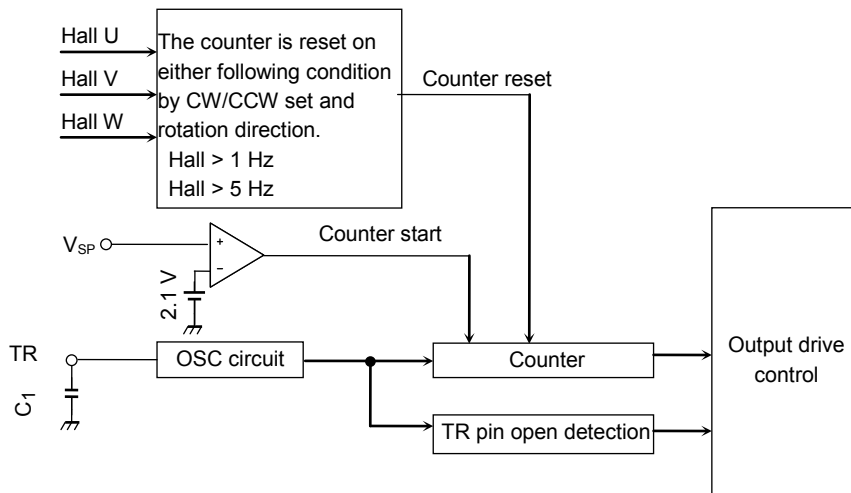 Hall U
Hall V
Hall W
The counter is reset on
either following condition
by CW/CCW set and
rotation direction.
Hall > 1 Hz
Hall > 5 Hz
Counter reset
VSP
+
−
2.1 V
Counter start
TR
C1
OSC circuit
Counter
TR pin open detection
Output drive
control